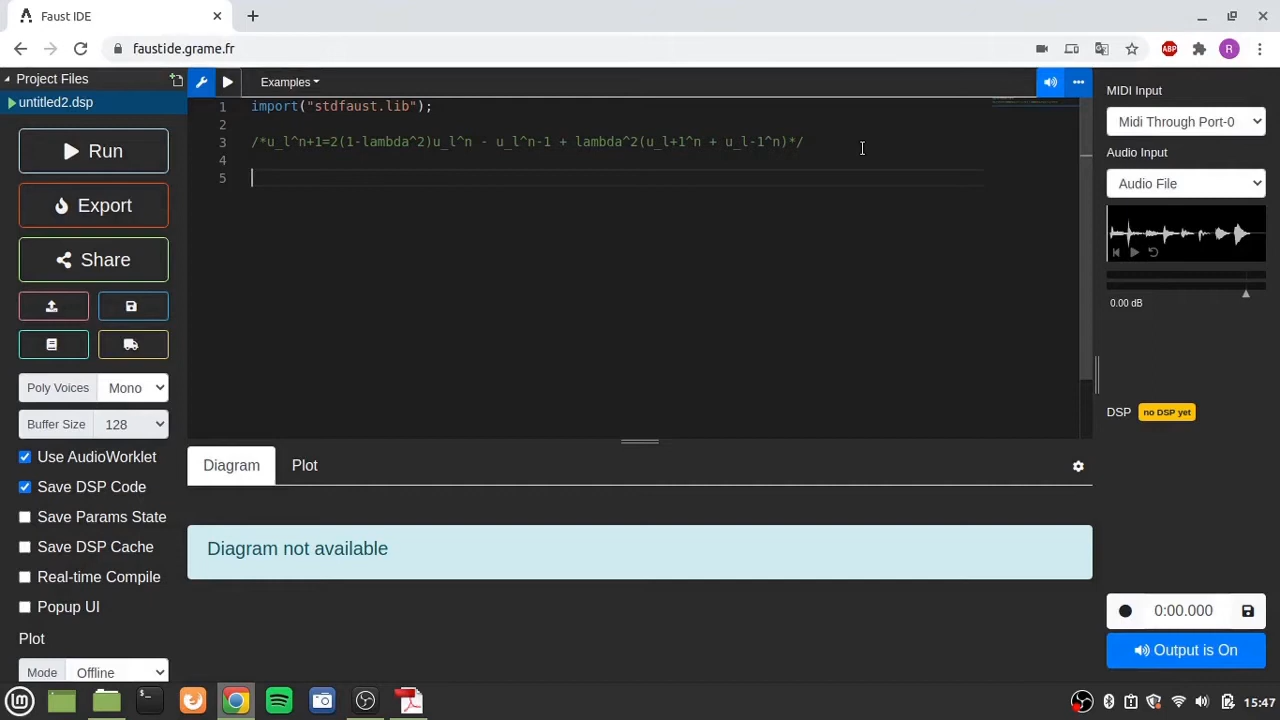 Faust IDE
faustide.grame.fr
ABP
R
Project Files
Examples
MIDI Input
untitled2.dsp
1 import("stdfaust.lib");
2
3 /*u_l^n+1=2(1-lambda^2)u_l^n - u_l^n-1 + lambda^2(u_l+1^n + u_l-1^n)*/
4
5
Midi Through Port-0
Run
Audio Input
Audio File
Export
Share
0.00 dB
Poly Voices Mono
Buffer Size 128
DSP no DSP yet
Use AudioWorklet
Diagram Plot
Save DSP Code
Save Params State
Save DSP Cache
Diagram not available
Real-time Compile
Popup UI
0:00.000
Plot
Output is On
Mode Offline
15:47